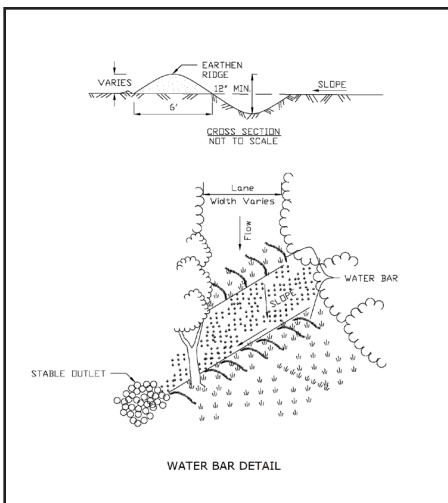 EARTHEN
RIDGE
VARIES
12" MIN.
SLOPE
6'
CROSS SECTION
NOT TO SCALE
Lane
Width Varies
Flow
WATER BAR
SLOPE
STABLE OUTLET
WATER BAR DETAIL